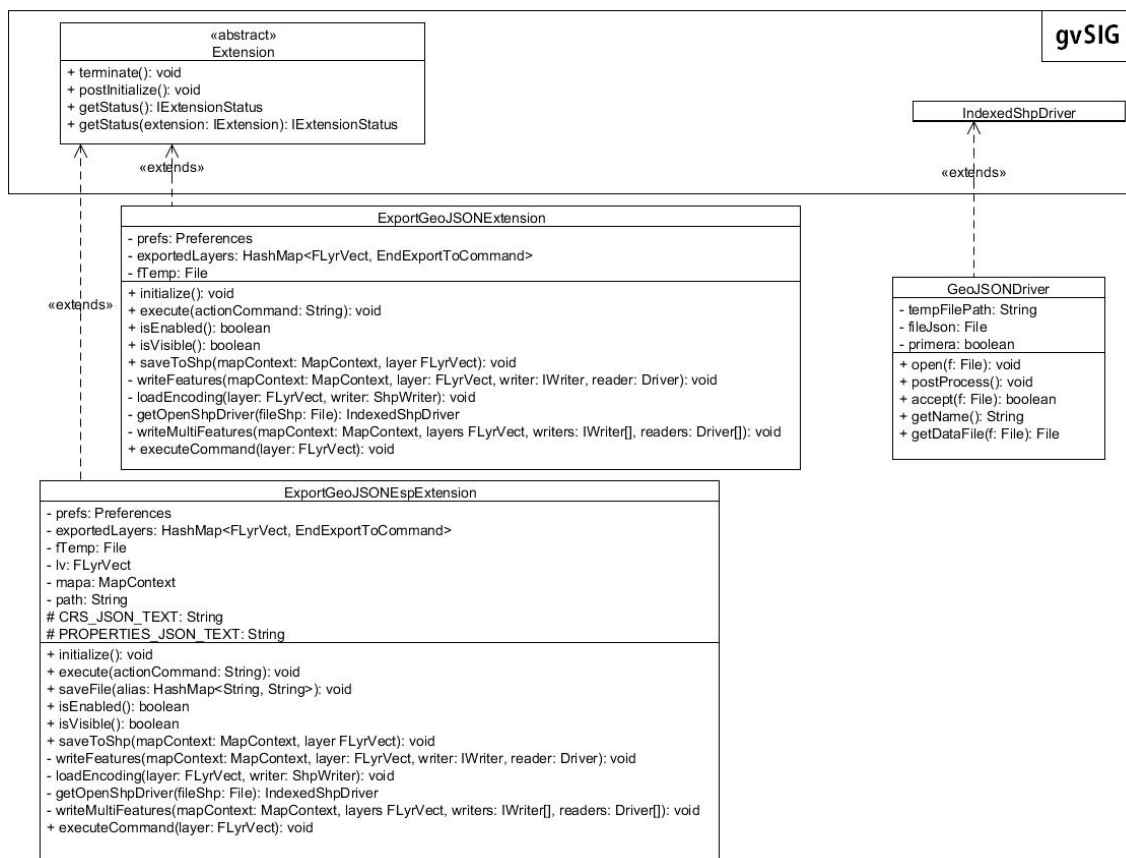 gvSIG
«abstract»
Extension
+ terminate(): void
+ postInitialize(): void
+ getStatus(): IExtensionStatus
+ getStatus(extension: IExtension): IExtensionStatus
IndexedShpDriver
«extends»
«extends»
ExportGeoJSONExtension
- prefs: Preferences
- exportedLayers: HashMap<FLyrVect, EndExportToCommand>
- fTemp: File
+ initialize(): void
+ execute(actionCommand: String): void
+ isEnabled(): boolean
+ isVisible(): boolean
+ saveToShp(mapContext: MapContext, layer FLyrVect): void
- writeFeatures(mapContext: MapContext, layer: FLyrVect, writer: IWriter, reader: Driver): void
- loadEncoding(layer: FLyrVect, writer: ShpWriter): void
- getOpenShpDriver(fileShp: File): IndexedShpDriver
- writeMultiFeatures(mapContext: MapContext, layers FLyrVect, writers: IWriter[], readers: Driver[]): void
+ executeCommand(layer: FLyrVect): void
«extends»
GeoJSONDriver
- tempFilePath: String
- fileJson: File
- primera: boolean
+ open(f: File): void
+ postProcess(): void
+ accept(f: File): boolean
+ getName(): String
+ getDataFile(f: File): File
ExportGeoJSONEspExtension
- prefs: Preferences
- exportedLayers: HashMap<FLyrVect, EndExportToCommand>
- fTemp: File
- lv: FLyrVect
- mapa: MapContext
- path: String
# CRS_JSON_TEXT: String
# PROPERTIES_JSON_TEXT: String
+ initialize(): void
+ execute(actionCommand: String): void
+ saveFile(alias: HashMap<String, String>): void
+ isEnabled(): boolean
+ isVisible(): boolean
+ saveToShp(mapContext: MapContext, layer FLyrVect): void
- writeFeatures(mapContext: MapContext, layer: FLyrVect, writer: IWriter, reader: Driver): void
- loadEncoding(layer: FLyrVect, writer: ShpWriter): void
- getOpenShpDriver(fileShp: File): IndexedShpDriver
- writeMultiFeatures(mapContext: MapContext, layers FLyrVect, writers: IWriter[], readers: Driver[]): void
+ executeCommand(layer: FLyrVect): void